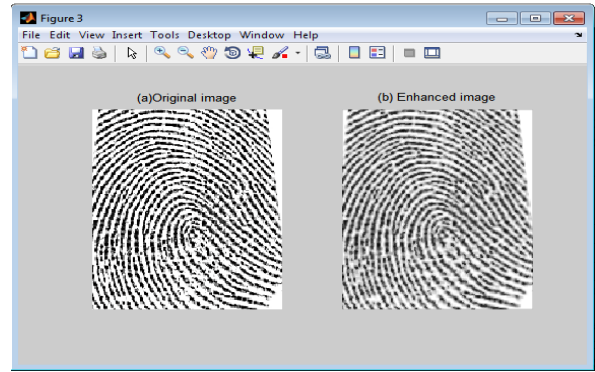 Figure 3
File Edit View Insert Tools Desktop Window Help
(a)Original image
(b) Enhanced image